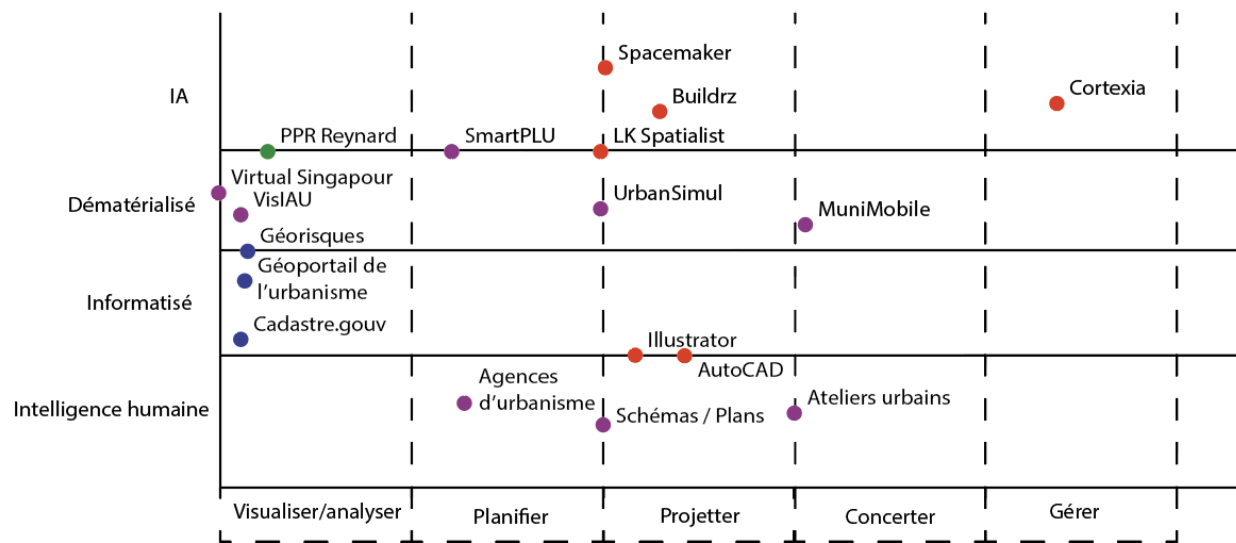 Spacemaker
IA
Buildrz
Cortexia
PPR Reynard
SmartPLU
LK Spatialist
Virtual Singapour
Dématérialisé
VisIAU
UrbanSimul
MuniMobile
Géorisques
Géoportail de
l'urbanisme
Informatisé
Cadastre.gouv
Illustrator
AutoCAD
Agences
d'urbanisme
Intelligence humaine
Schémas / Plans
Ateliers urbains
Visualiser/analyser
Planifier
Projetter
Concerter
Gérer